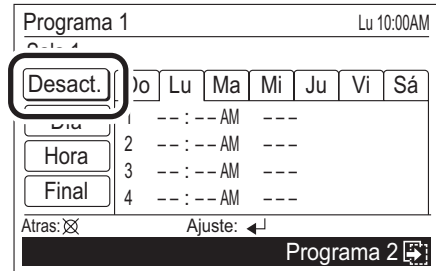 Programa 1 Lu 10:00AM
Desact. Do Lu Ma Mi Ju Vi Sá
Día 1 --:-- AM ---
Hora 2 --:-- AM ---
3 --:-- AM ---
Final 4 --:-- AM ---
Atras: Ajuste:
Programa 2